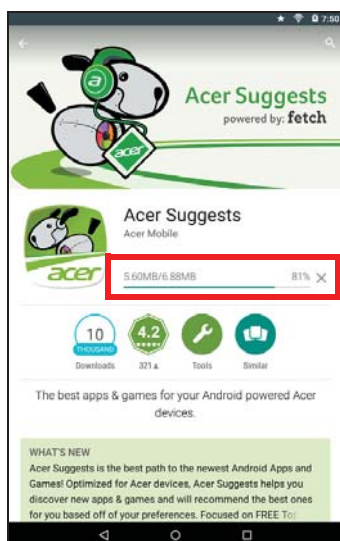 7:50
Acer Suggests
powered by: fetch
acer
Acer Suggests
Acer Mobile
acer
5.60MB/6.88MB 81%
10
THOUSAND
4.2
Downloads 321 Tools Similar
The best apps & games for your Android powered Acer
devices.
WHAT'S NEW
Acer Suggests is the best path to the newest Android Apps and
Games! Optimized for Acer devices, Acer Suggests helps you
discover new apps & games and will recommend the best ones
for you based off of your preferences. Focused on FREE To